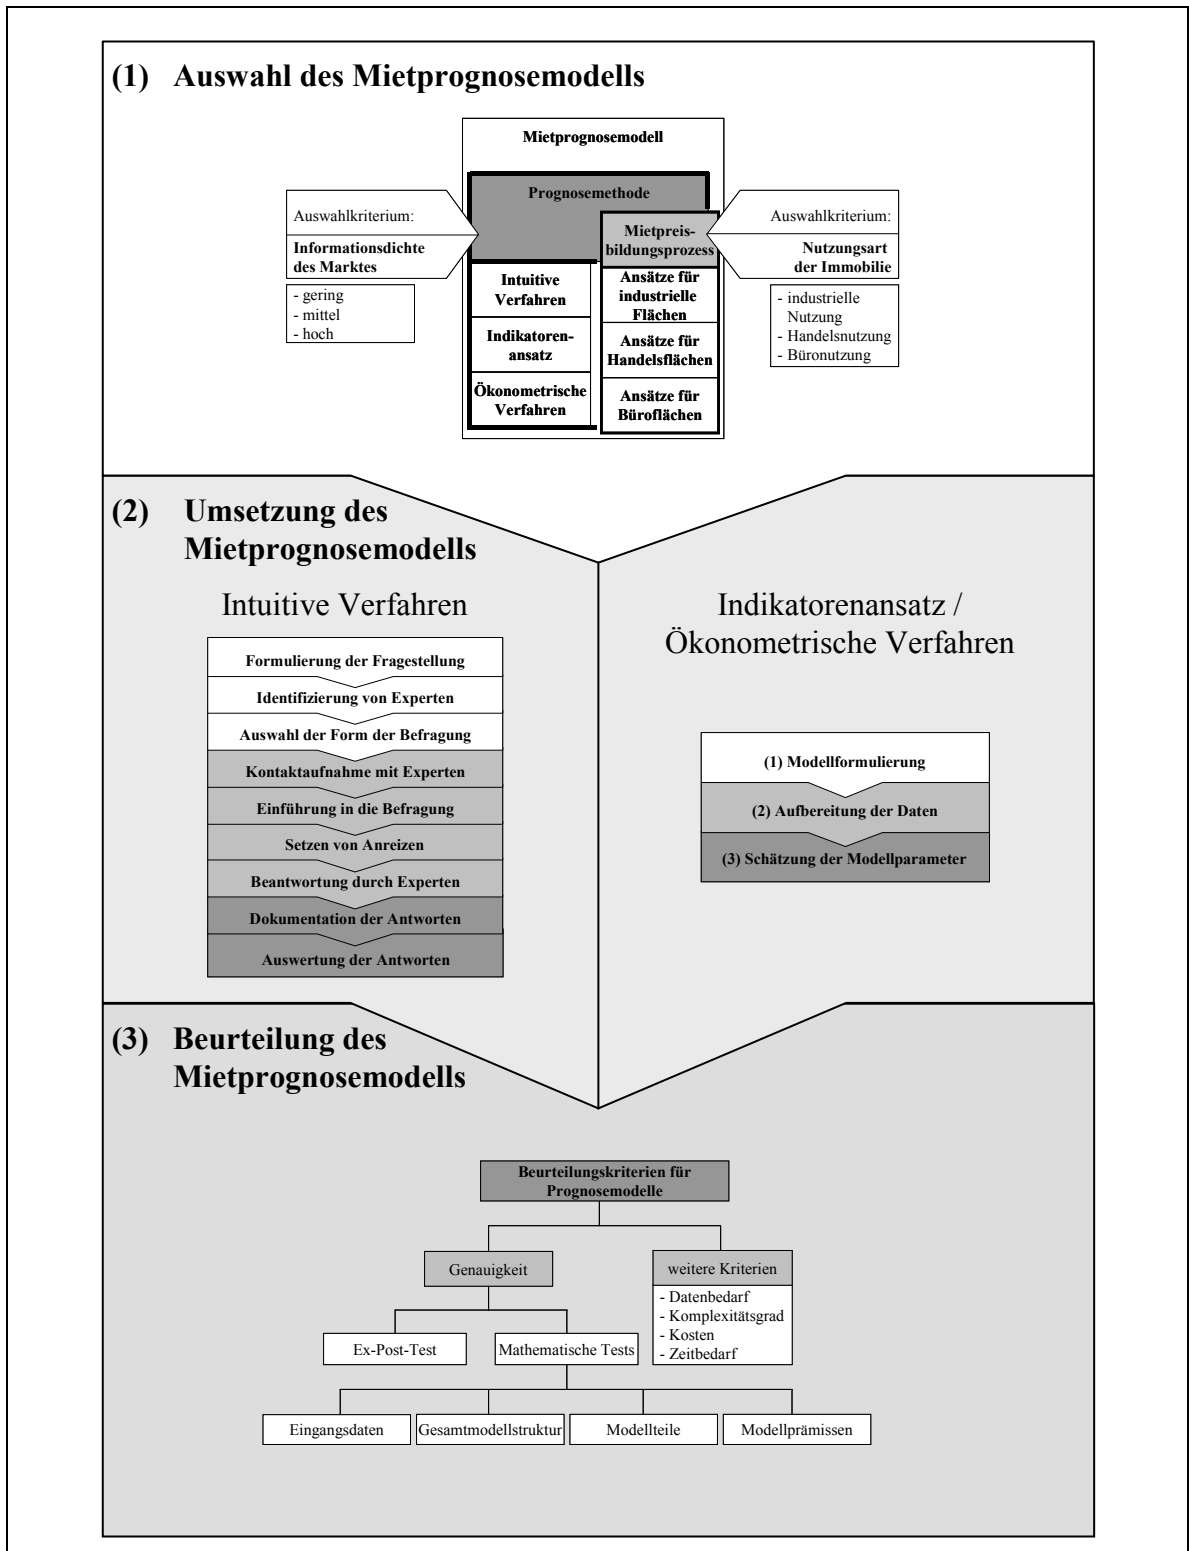 (1) Auswahl des Mietprognosemodells
Mietprognosemodell
Prognosemethode
Auswahlkriterium:
Informationsdichte
des Marktes
- gering
- mittel
- hoch
Mietpreis-
bildungsprozess
Auswahlkriterium:
Nutzungsart
der Immobilie
- industrielle
Nutzung
- Handelsnutzung
- Büronutzung
Intuitive
Verfahren
Indikatoren-
ansatz
Ökonometrische
Verfahren
Ansätze für
industrielle
Flächen
Ansätze für
Handelsflächen
Ansätze für
Büroflächen
(2) Umsetzung des
Mietprognosemodells
Intuitive Verfahren
Formulierung der Fragestellung
Identifizierung von Experten
Auswahl der Form der Befragung
Kontaktaufnahme mit Experten
Einführung in die Befragung
Setzen von Anreizen
Beantwortung durch Experten
Dokumentation der Antworten
Auswertung der Antworten
Indikatorenansatz /
Ökonometrische Verfahren
(1) Modellformulierung
(2) Aufbereitung der Daten
(3) Schätzung der Modellparameter
(3) Beurteilung des
Mietprognosemodells
Beurteilungskriterien für
Prognosemodelle
Genauigkeit
weitere Kriterien
- Datenbedarf
- Komplexitätsgrad
- Kosten
- Zeitbedarf
Ex-Post-Test
Mathematische Tests
Eingangsdaten
Gesamtmodellstruktur
Modellteile
Modellprämissen